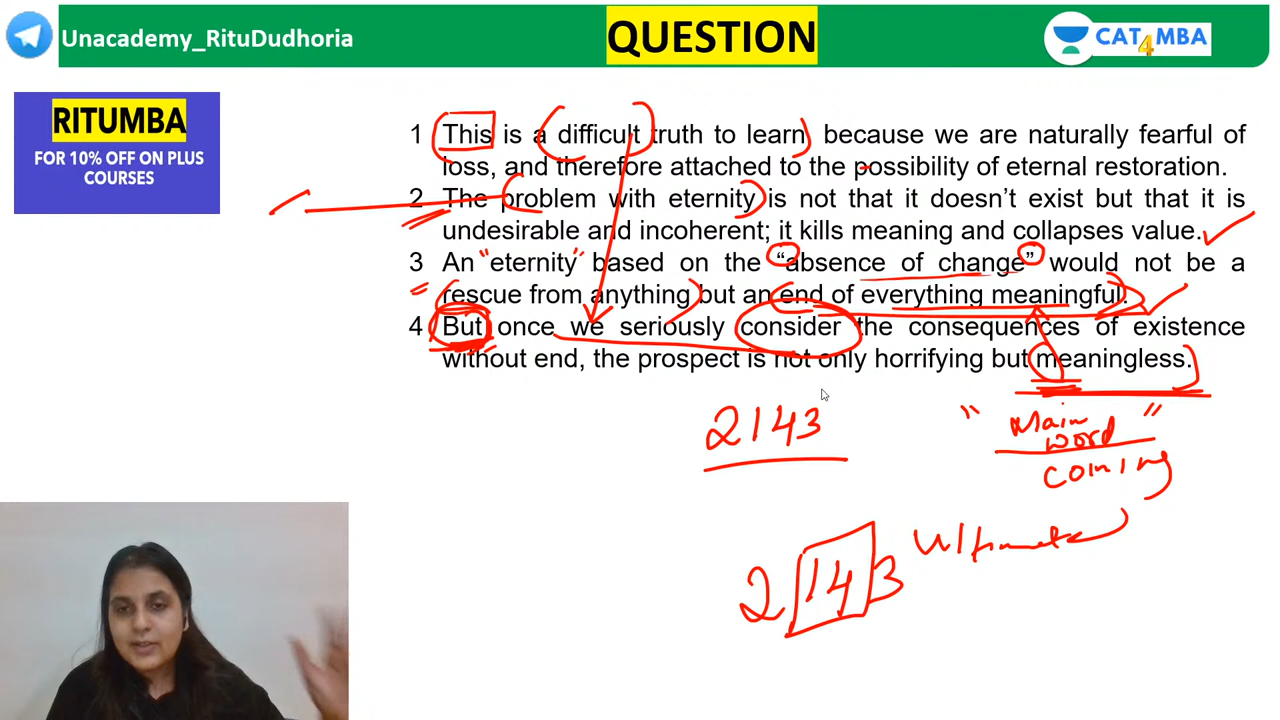 Unacademy_RituDudhoria
QUESTION
CAT4MBA
RITUMBA
FOR 10% OFF ON PLUS
COURSES
1 This is a difficult truth to learn, because we are naturally fearful of
loss, and therefore attached to the possibility of eternal restoration.
2 The problem with eternity is not that it doesn't exist but that it is
undesirable and incoherent; it kills meaning and collapses value.
3 An "eternity" based on the "absence of change" would not be a
rescue from anything but an end of everything meaningful.
4 But once we seriously consider the consequences of existence
without end, the prospect is not only horrifying but meaningless.
2143
"Main
word"
coming
2 14 3